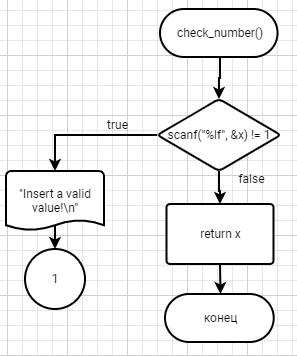 check_number()
scanf("%lf", &x) != 1
true
false
"Insert a valid
value!\n"
return x
1
конец